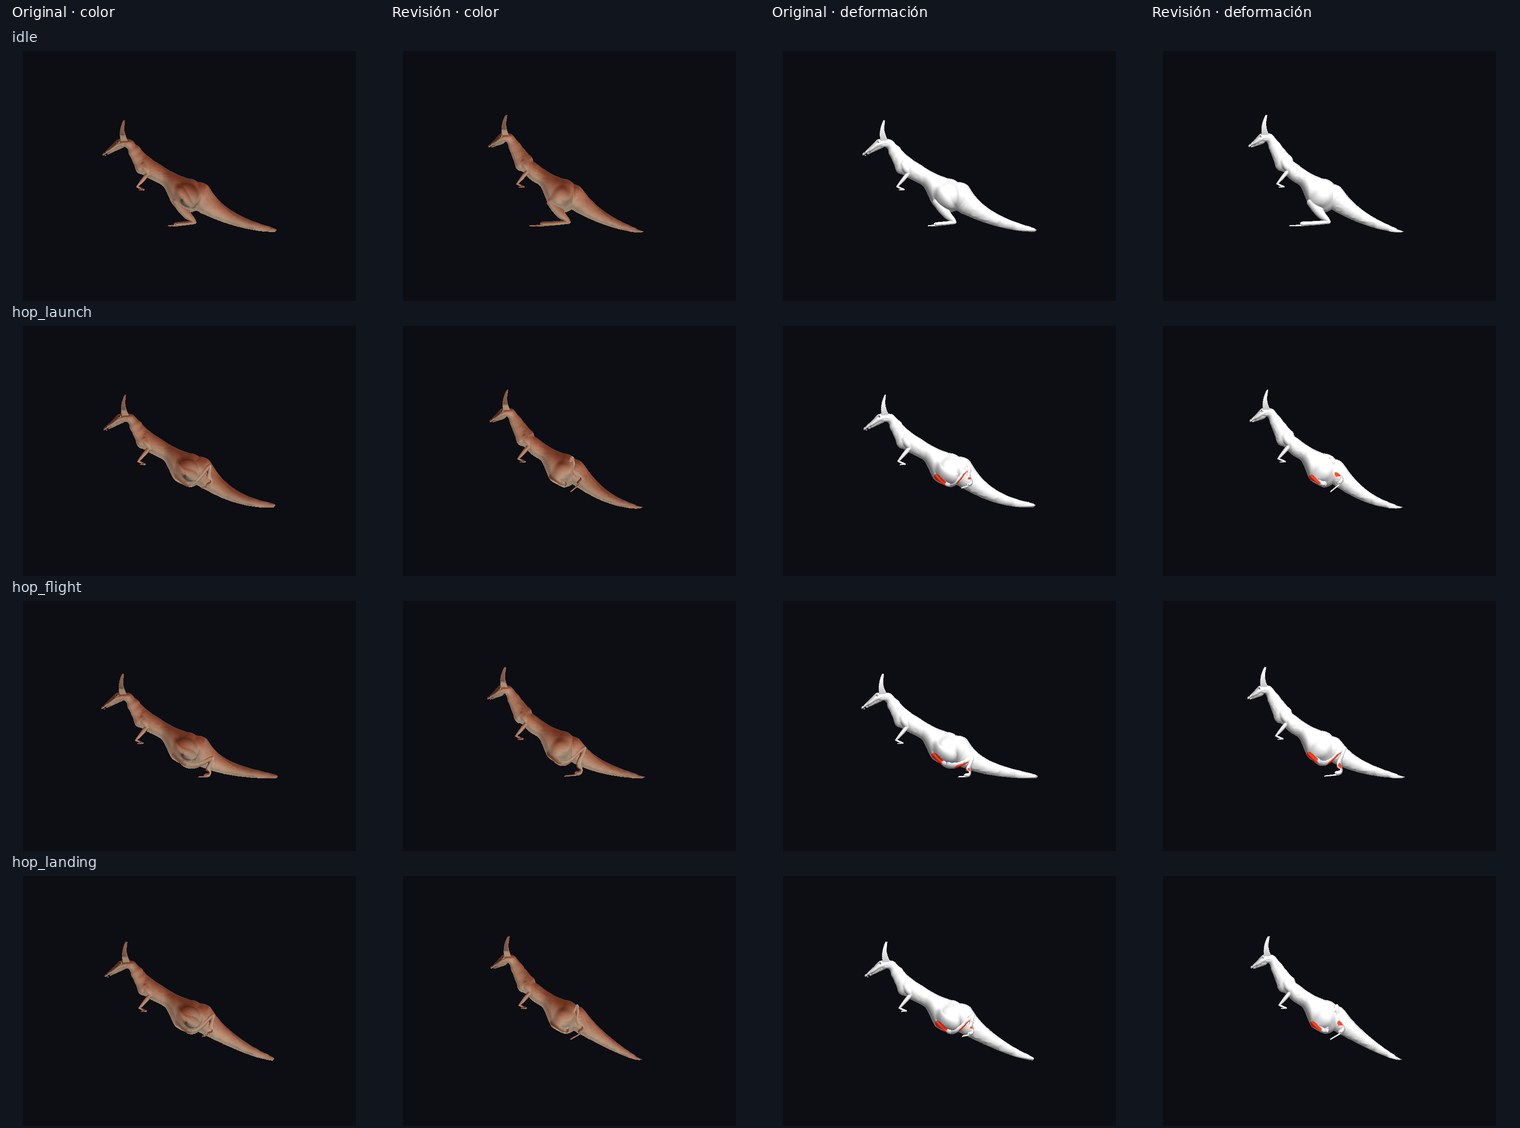 Original · color
Revisión · color
Original · deformación
Revisión · deformación
idle
hop_launch
hop_flight
hop_landing